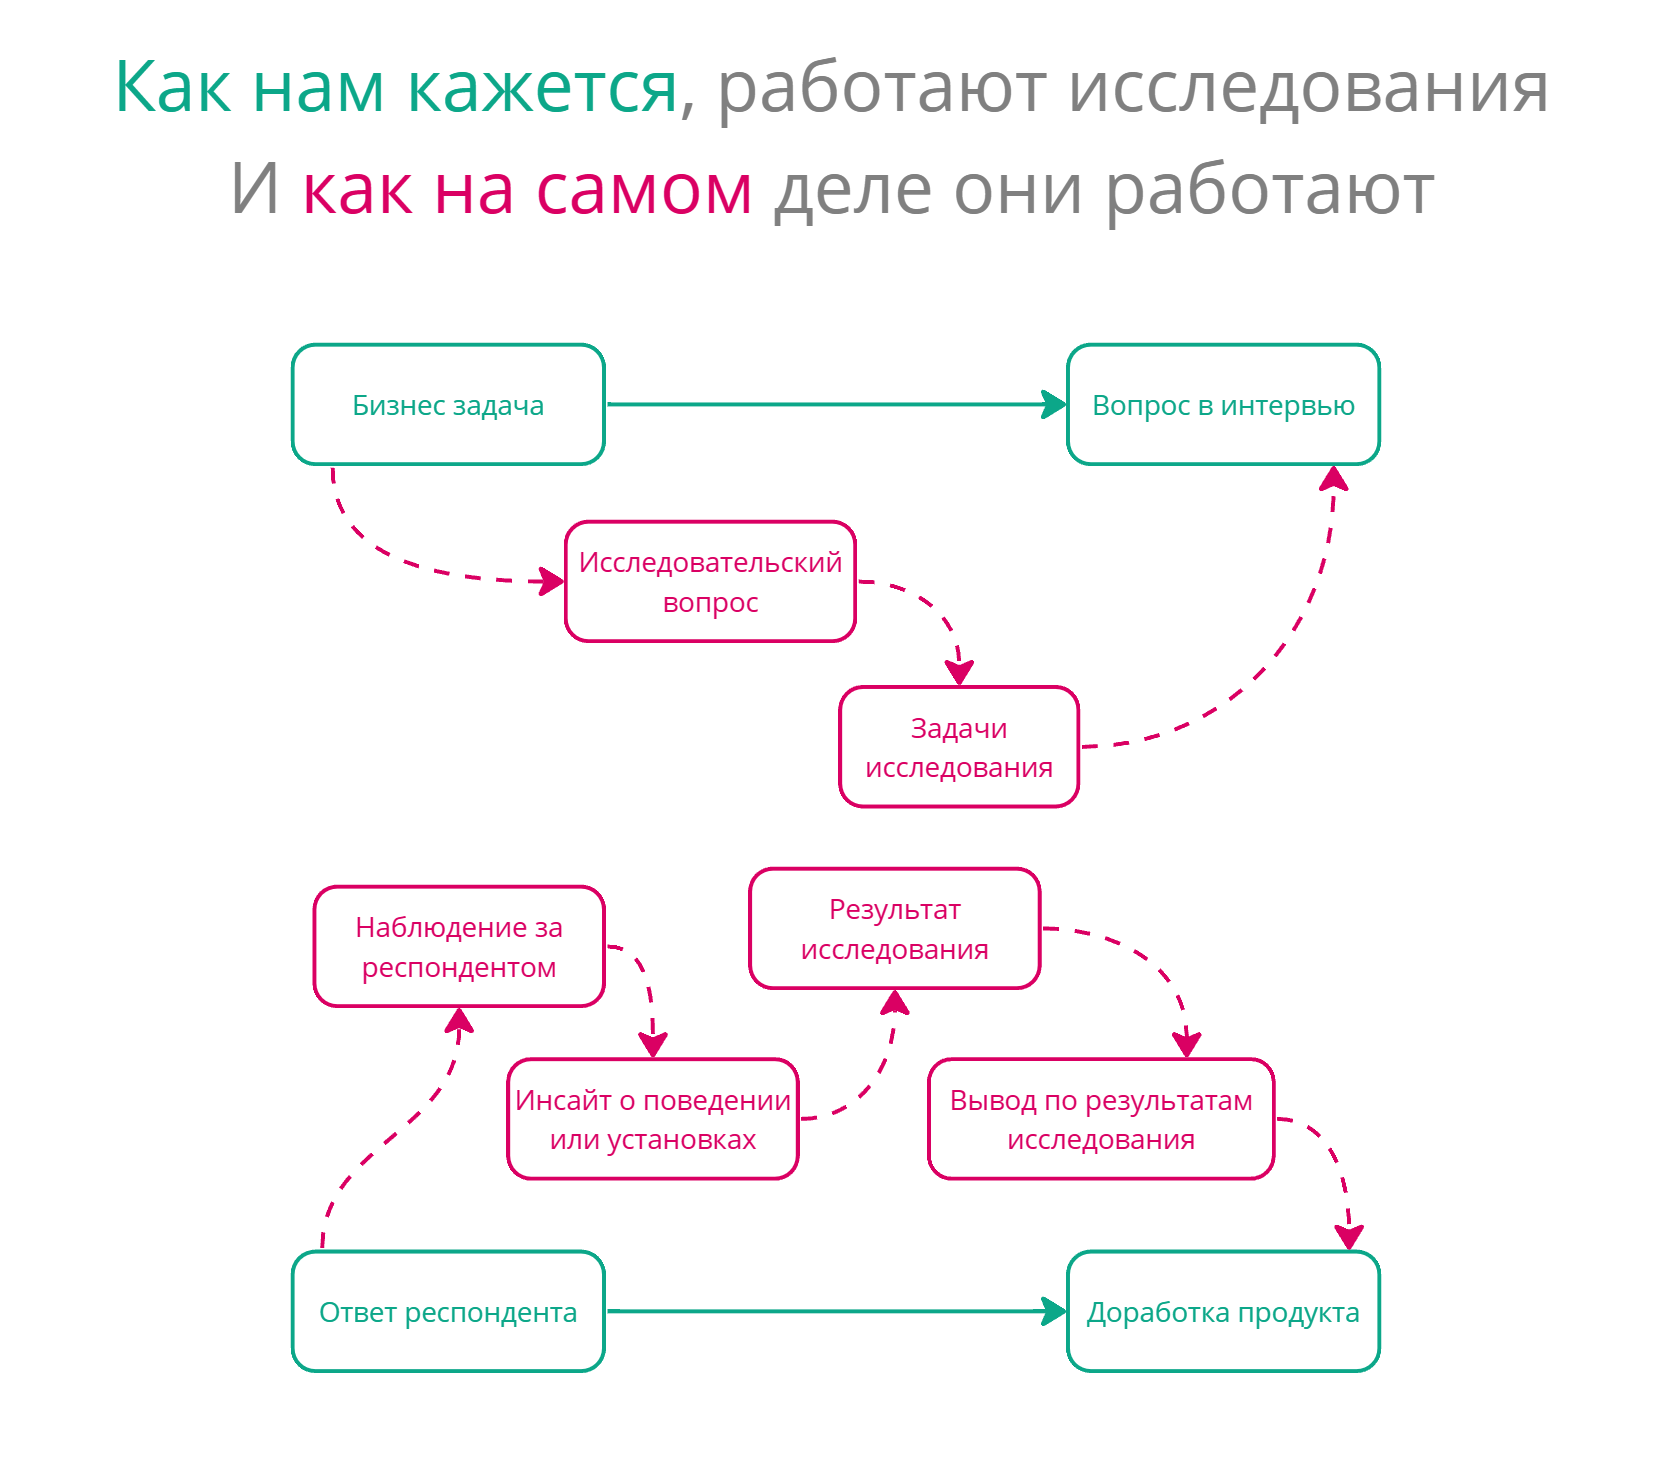 Как нам кажется, работают исследования
И как на самом деле они работают
Бизнес задача
Вопрос в интервью
Исследовательский
вопрос
Задачи
исследования
Наблюдение за
респондентом
Результат
исследования
Инсайт о поведении
или установках
Вывод по результатам
исследования
Ответ респондента
Доработка продукта